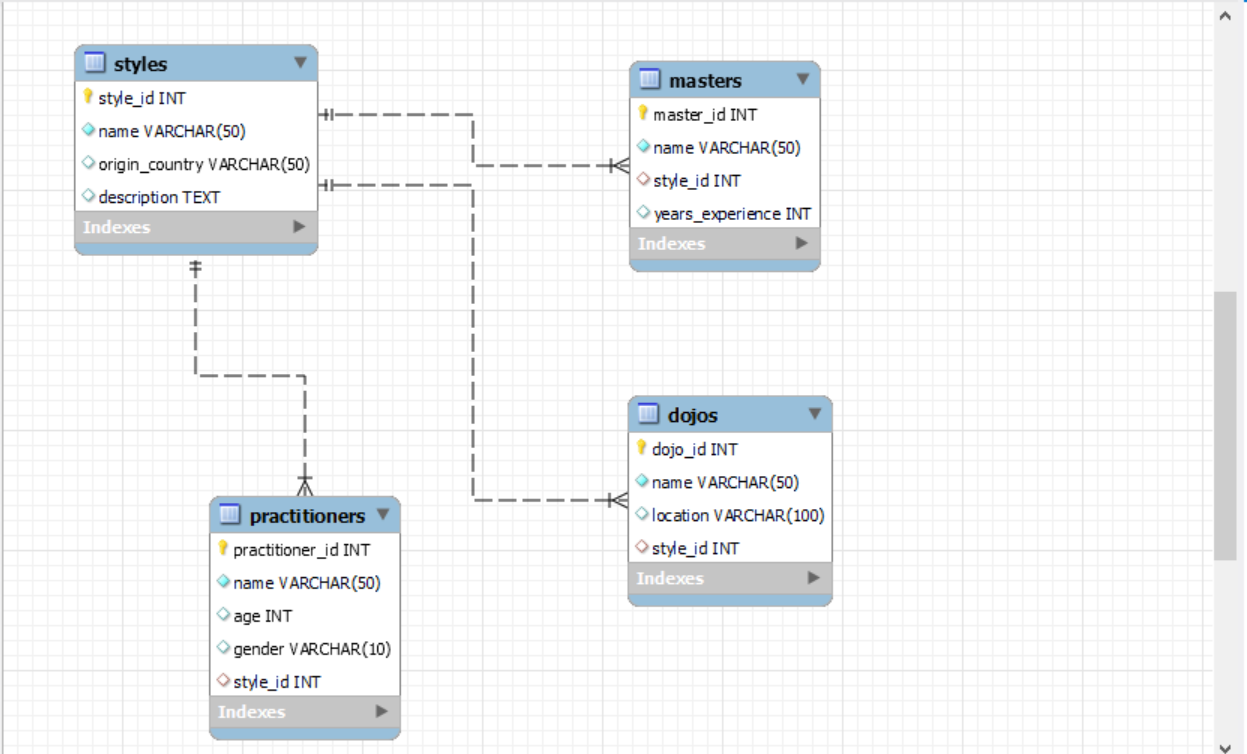 styles
style_id INT
name VARCHAR(50)
origin_country VARCHAR(50)
description TEXT
Indexes
masters
master_id INT
name VARCHAR(50)
style_id INT
years_experience INT
Indexes
dojos
dojo_id INT
name VARCHAR(50)
location VARCHAR(100)
style_id INT
Indexes
practitioners
practitioner_id INT
name VARCHAR(50)
age INT
gender VARCHAR(10)
style_id INT
Indexes